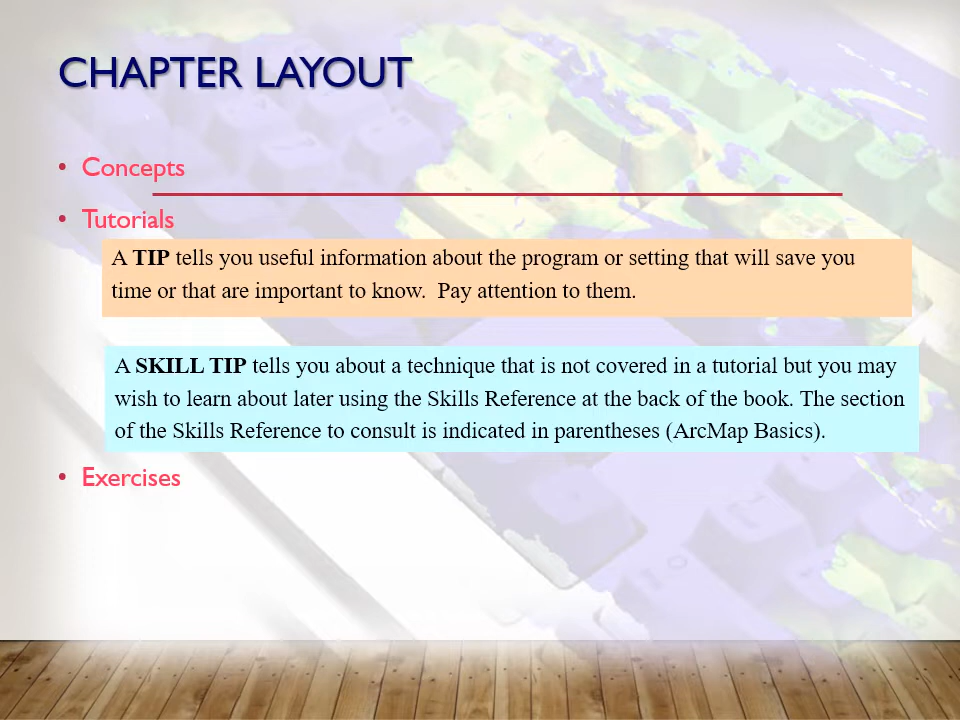 CHAPTER LAYOUT
• Concepts
• Tutorials
A TIP tells you useful information about the program or setting that will save you
time or that are important to know.  Pay attention to them.
A SKILL TIP tells you about a technique that is not covered in a tutorial but you may
wish to learn about later using the Skills Reference at the back of the book. The section
of the Skills Reference to consult is indicated in parentheses (ArcMap Basics).
• Exercises